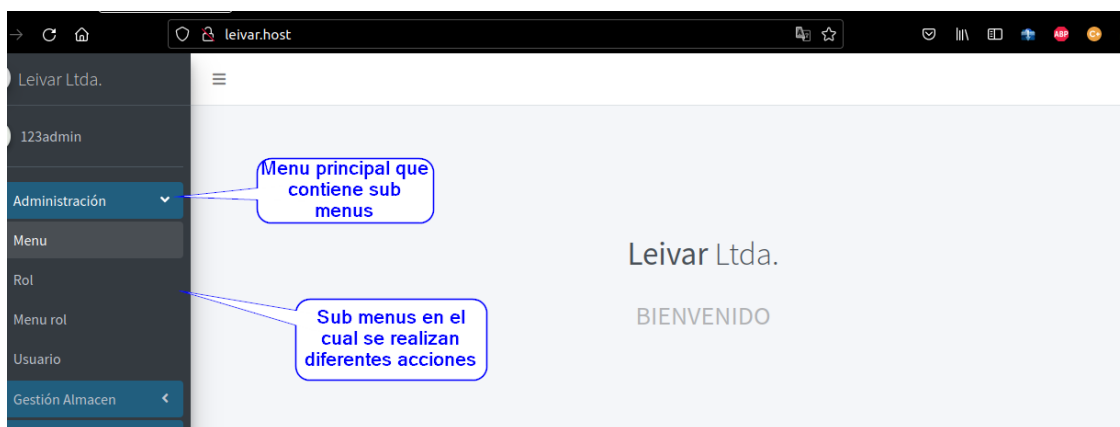 leivar.host
ABP
Leivar Ltda.
123admin
Administración
Menu
Rol
Menu rol
Usuario
Gestión Almacen
Menu principal que
contiene sub
menus
Sub menus en el
cual se realizan
diferentes acciones
Leivar Ltda.
BIENVENIDO